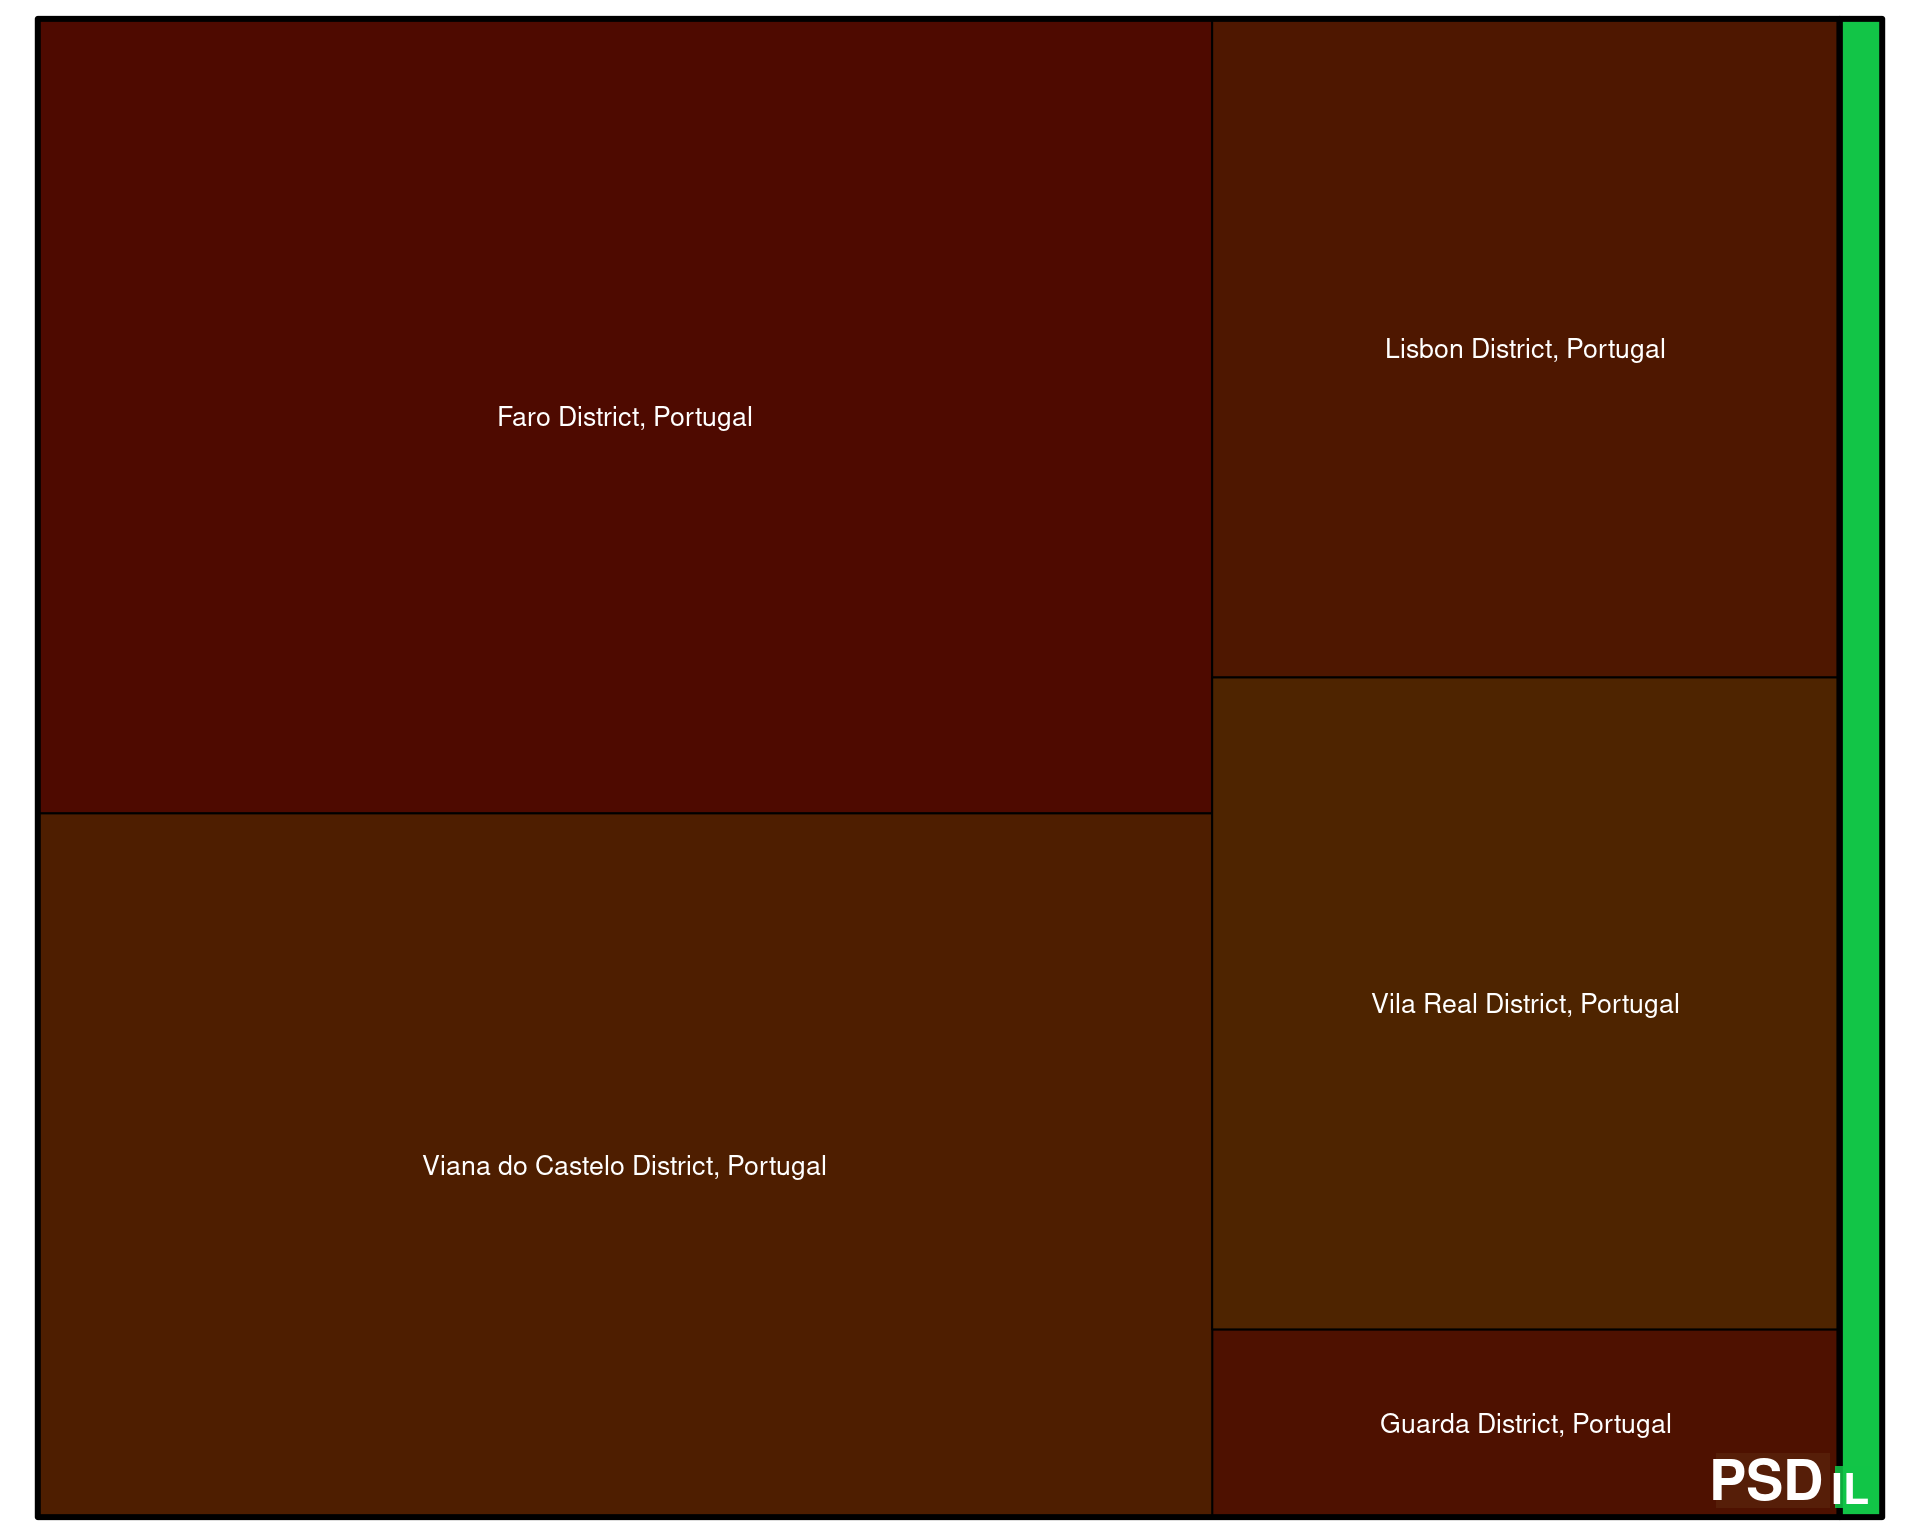 Faro District, Portugal
Lisbon District, Portugal
Viana do Castelo District, Portugal
Vila Real District, Portugal
Guarda District, Portugal
PSD
IL